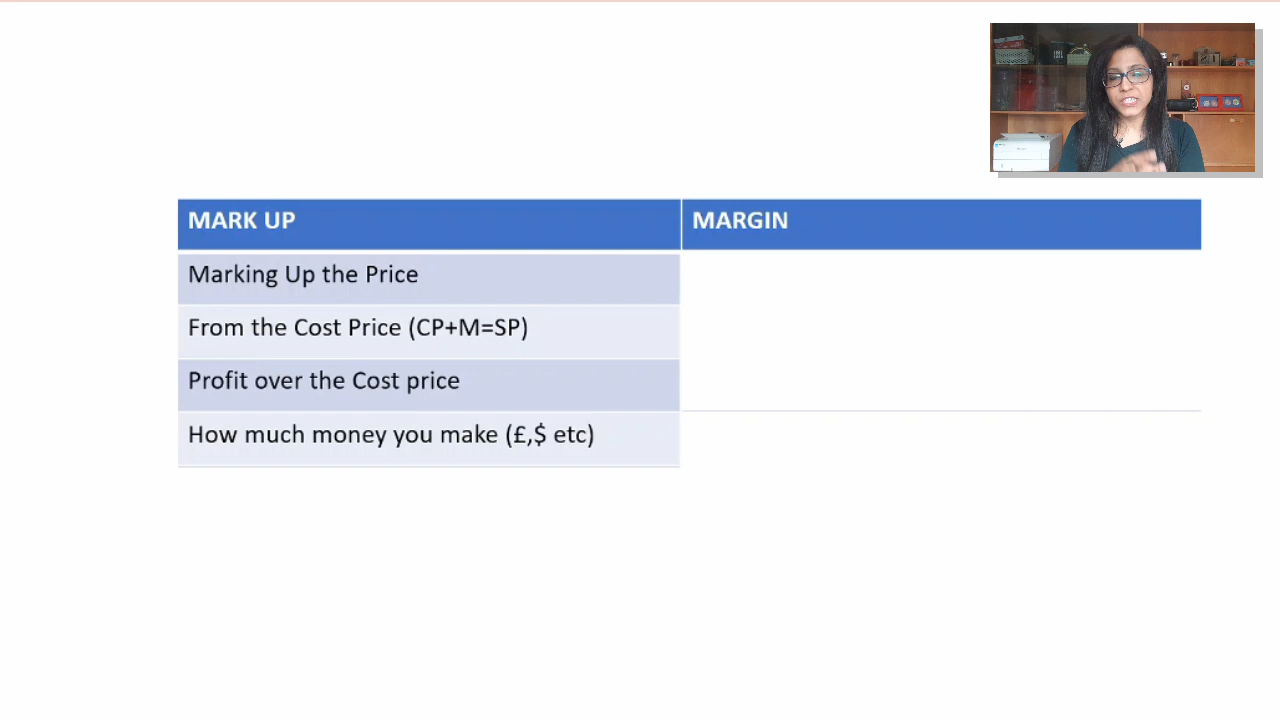 MARK UP
MARGIN
Marking Up the Price
From the Cost Price (CP+M=SP)
Profit over the Cost price
How much money you make (£,$ etc)